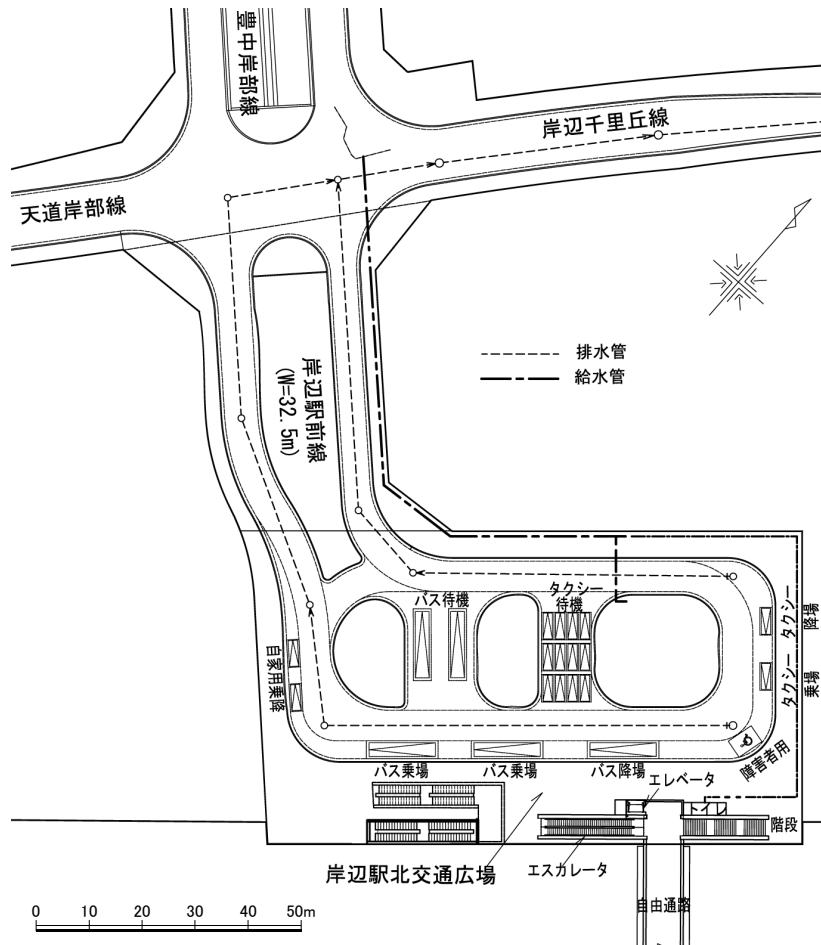 豊中岸部線
岸辺千里丘線
天道岸部線
排水管
給水管
岸辺駅前線
(W=32.5m)
バス待機
タクシー
待機
タクシー
降場
タクシー
乗場
自家用乗降
障害者用
バス乗場
バス乗場
バス降場
エレベータ
トイレ
階段
岸辺駅北交通広場
エスカレータ
自由通路
0 10 20 30 40 50m